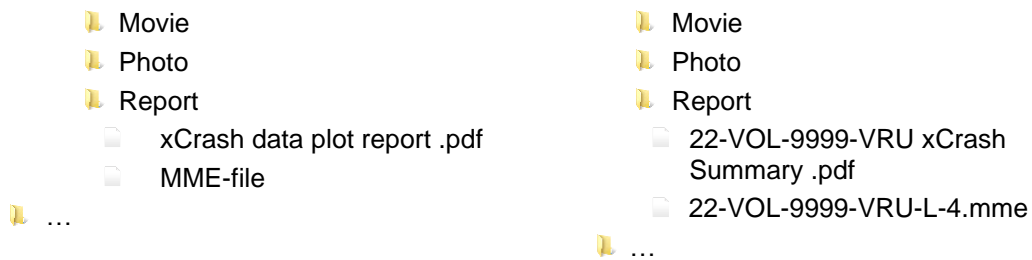 Movie
Photo
Report
xCrash data plot report .pdf
MME-file
…
Movie
Photo
Report
22-VOL-9999-VRU xCrash
Summary .pdf
22-VOL-9999-VRU-L-4.mme
…